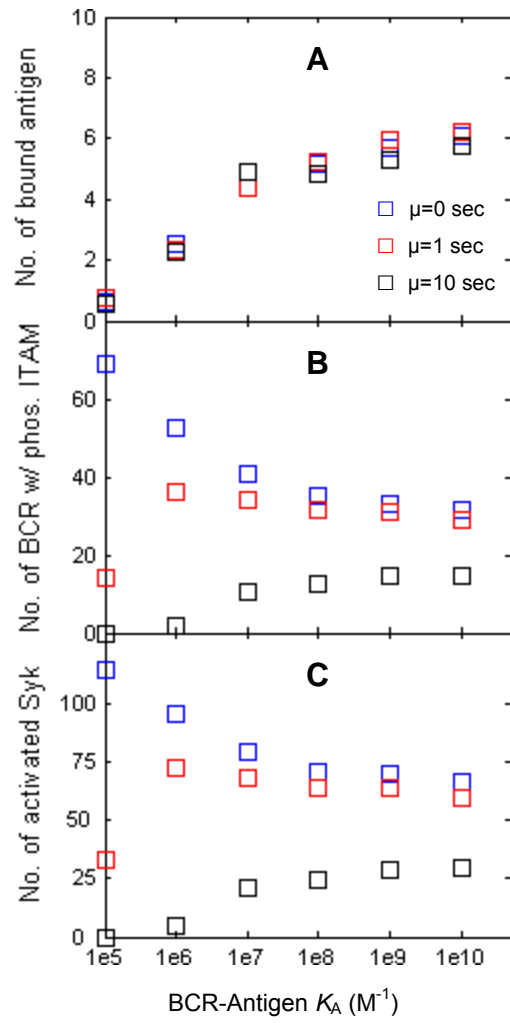 10
A
8
6
4
2
0
No. of bound antigen
µ=0 sec
µ=1 sec
µ=10 sec
B
60
40
20
0
No. of BCR w/ phos. ITAM
C
100
75
50
25
0
No. of activated Syk
1e5 1e6 1e7 1e8 1e9 1e10
BCR-Antigen KA (M-1)